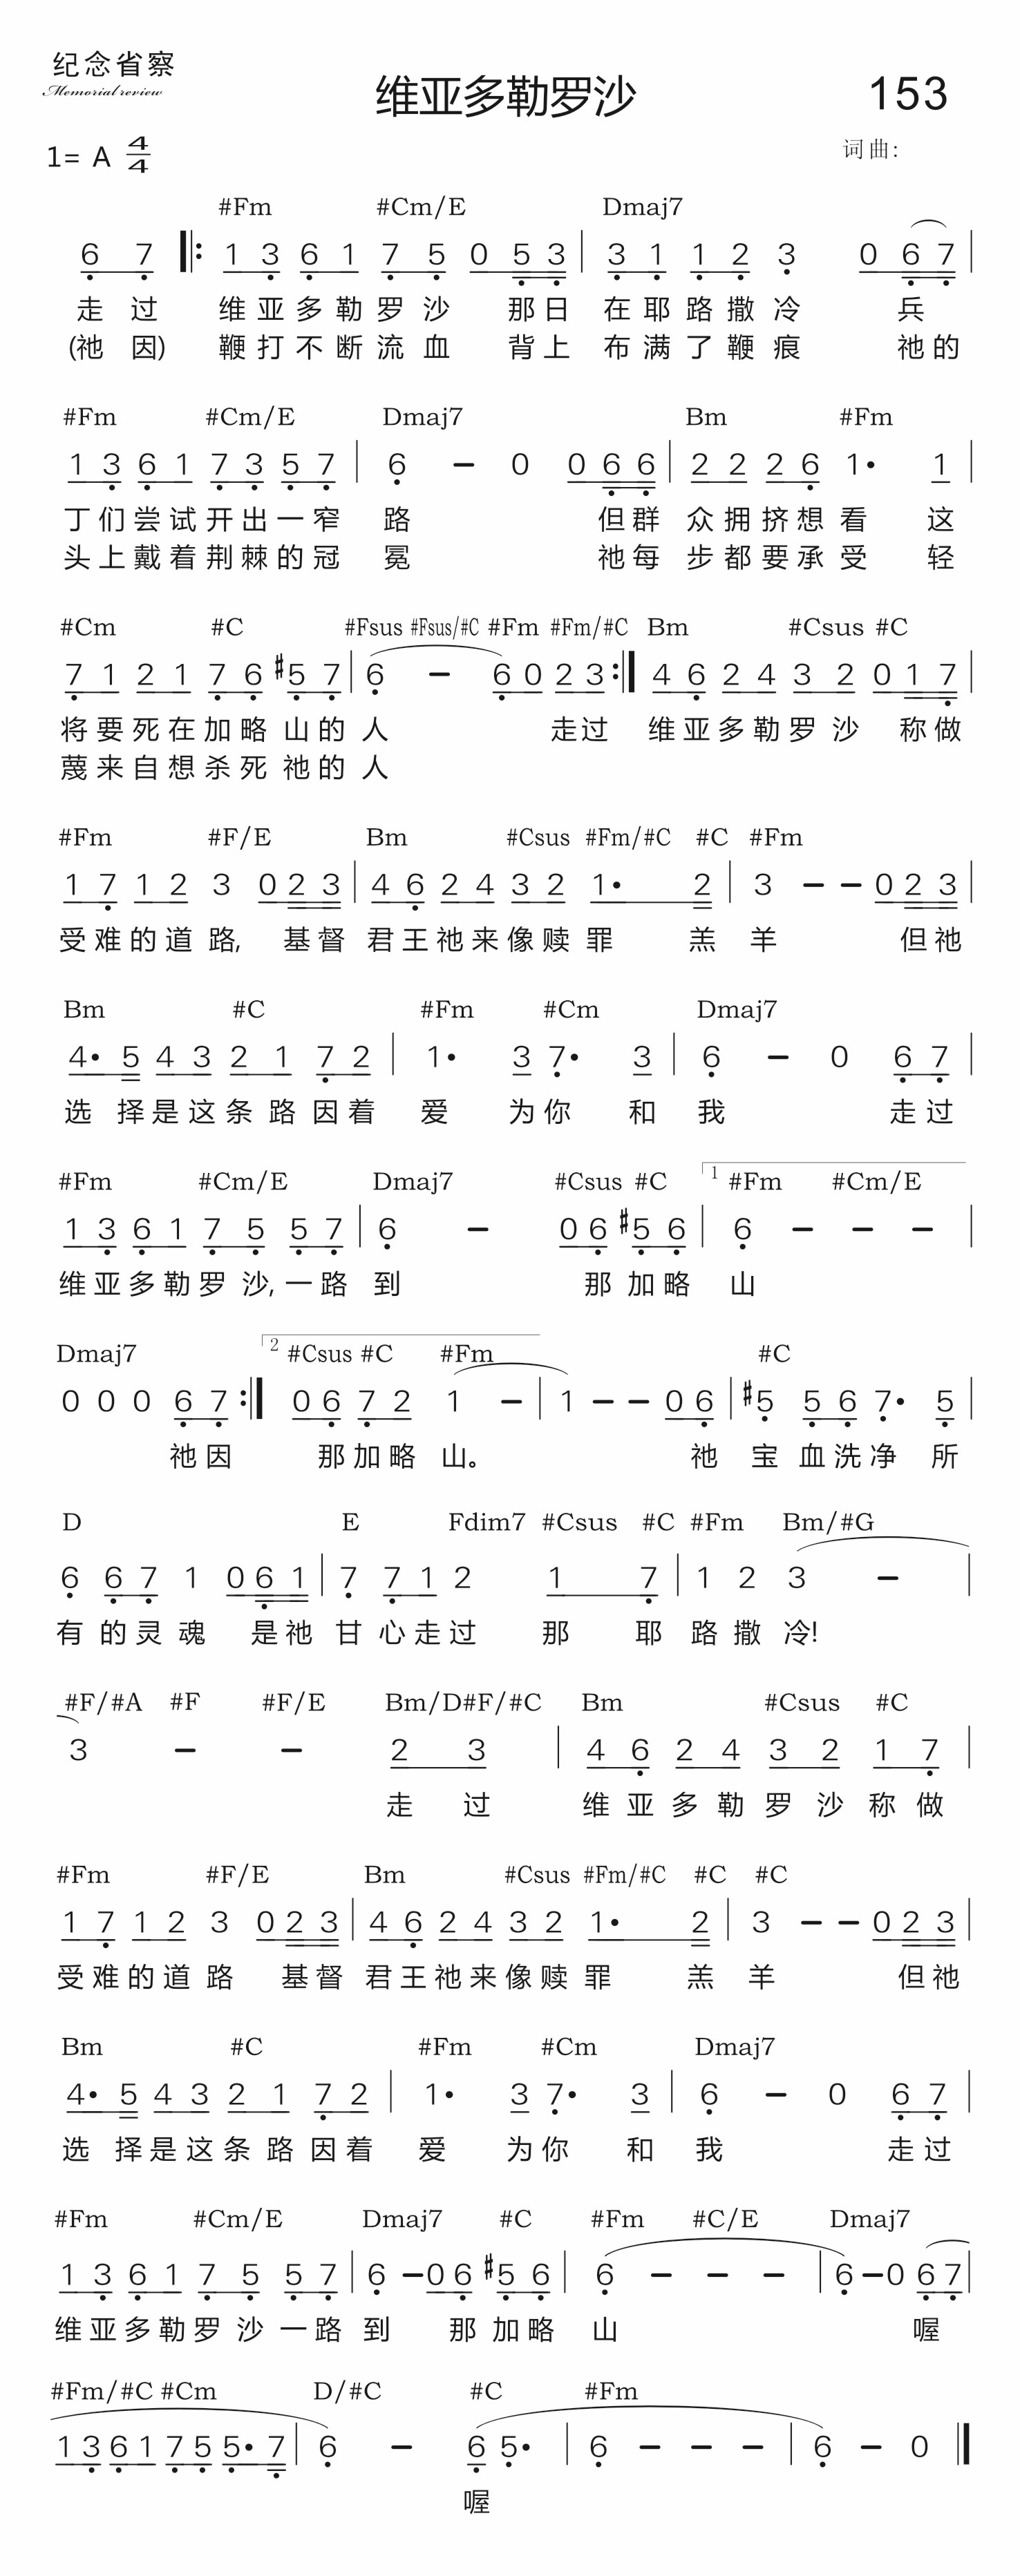 纪念省察
Memorial review
维亚多勒罗沙
153
1= A 4/4
词曲:
#Fm #Cm/E Dmaj7
6 7 1 3 6 1 7 5 0 5 3 | 3 1 1 2 3 0 6 7 |
走 过 维 亚 多 勒 罗 沙 那 日 在 耶 路 撒 冷 兵
(祂 因) 鞭 打 不 断 流 血 背 上 布 满 了 鞭 痕 祂 的
#Fm #Cm/E Dmaj7 Bm #Fm
1 3 6 1 7 3 5 7 | 6 – 0 0 6 6 | 2 2 2 6 1· 1 |
丁 们 尝 试 开 出 一 窄 路 但 群 众 拥 挤 想 看 这
头 上 戴 着 荆 棘 的 冠 冕 祂 每 步 都 要 承 受 轻
#Cm #C #Fsus #Fsus/#C #Fm #Fm/#C Bm #Csus #C
7 1 2 1 7 6 #5 7 | 6 – 6 0 2 3 :| 4 6 2 4 3 2 0 1 7
将 要 死 在 加 略 山 的 人 走 过 维 亚 多 勒 罗 沙 称 做
蔑 来 自 想 杀 死 祂 的 人
#Fm #F/E Bm #Csus #Fm/#C #C #Fm
1 7 1 2 3 0 2 3 | 4 6 2 4 3 2 1· 2 | 3 – – 0 2 3 |
受 难 的 道 路, 基 督 君 王 祂 来 像 赎 罪 羔 羊 但 祂
Bm #C #Fm #Cm Dmaj7
4· 5 4 3 2 1 7 2 | 1· 3 7· 3 | 6 – 0 6 7 |
选 择 是 这 条 路 因 着 爱 为 你 和 我 走 过
#Fm #Cm/E Dmaj7 #Csus #C 1 #Fm #Cm/E
1 3 6 1 7 5 5 7 | 6 – 0 6 #5 6 | 6 – – – |
维 亚 多 勒 罗 沙, 一 路 到 那 加 略 山
Dmaj7 2 #Csus #C #Fm #C
0 0 0 6 7 :| 0 6 7 2 1 – | 1 – – 0 6 | #5 5 6 7· 5 |
祂 因 那 加 略 山。 祂 宝 血 洗 净 所
D E Fdim7 #Csus #C #Fm Bm/#G
6 6 7 1 0 6 1 | 7 7 1 2 1 7 | 1 2 3 – |
有 的 灵 魂 是 祂 甘 心 走 过 那 耶 路 撒 冷!
#F/#A #F #F/E Bm/D #F/#C Bm #Csus #C
3 – – 2 3 | 4 6 2 4 3 2 1 7 |
走 过 维 亚 多 勒 罗 沙 称 做
#Fm #F/E Bm #Csus #Fm/#C #C #C
1 7 1 2 3 0 2 3 | 4 6 2 4 3 2 1· 2 | 3 – – 0 2 3 |
受 难 的 道 路 基 督 君 王 祂 来 像 赎 罪 羔 羊 但 祂
Bm #C #Fm #Cm Dmaj7
4· 5 4 3 2 1 7 2 | 1· 3 7· 3 | 6 – 0 6 7 |
选 择 是 这 条 路 因 着 爱 为 你 和 我 走 过
#Fm #Cm/E Dmaj7 #C #Fm #C/E Dmaj7
1 3 6 1 7 5 5 7 | 6 – 0 6 #5 6 | 6 – – – | 6 – 0 6 7 |
维 亚 多 勒 罗 沙 一 路 到 那 加 略 山 喔
#Fm/#C #Cm D/#C #C #Fm
1 3 6 1 7 5 5· 7 | 6 – 6 5· | 6 – – – | 6 – 0 ‖
喔